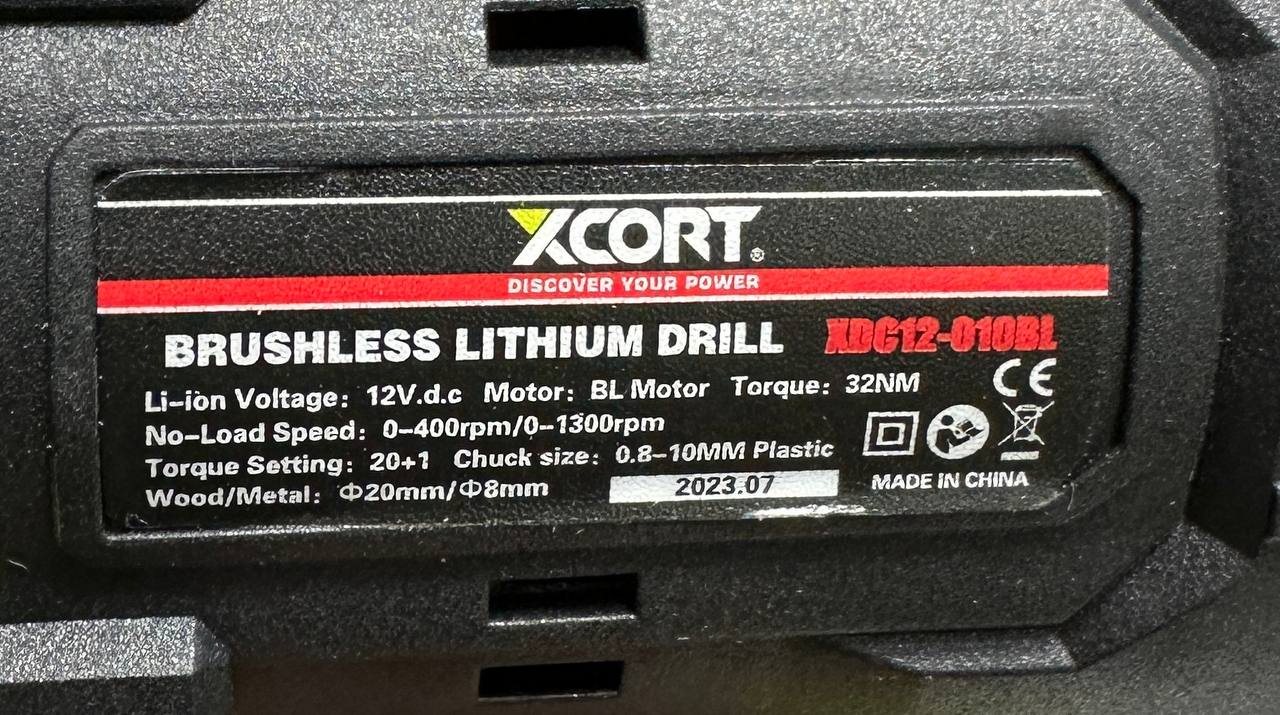 XCORT®
DISCOVER YOUR POWER
BRUSHLESS LITHIUM DRILL XDC12-010BL
Li-ion Voltage: 12V.d.c Motor: BL Motor Torque: 32NM
CE
No-Load Speed: 0-400rpm/0-1300rpm
Torque Setting: 20+1 Chuck size: 0.8-10MM Plastic
Wood/Metal: Φ20mm/Φ8mm 2023.07 MADE IN CHINA